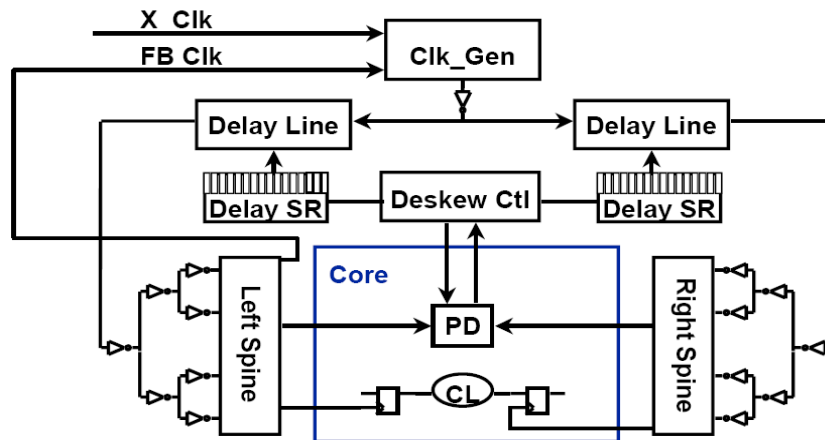 X Clk
FB Clk
Clk_Gen
Delay Line
Delay Line
Delay SR
Deskew Ctl
Delay SR
Core
Left Spine
PD
Right Spine
CL